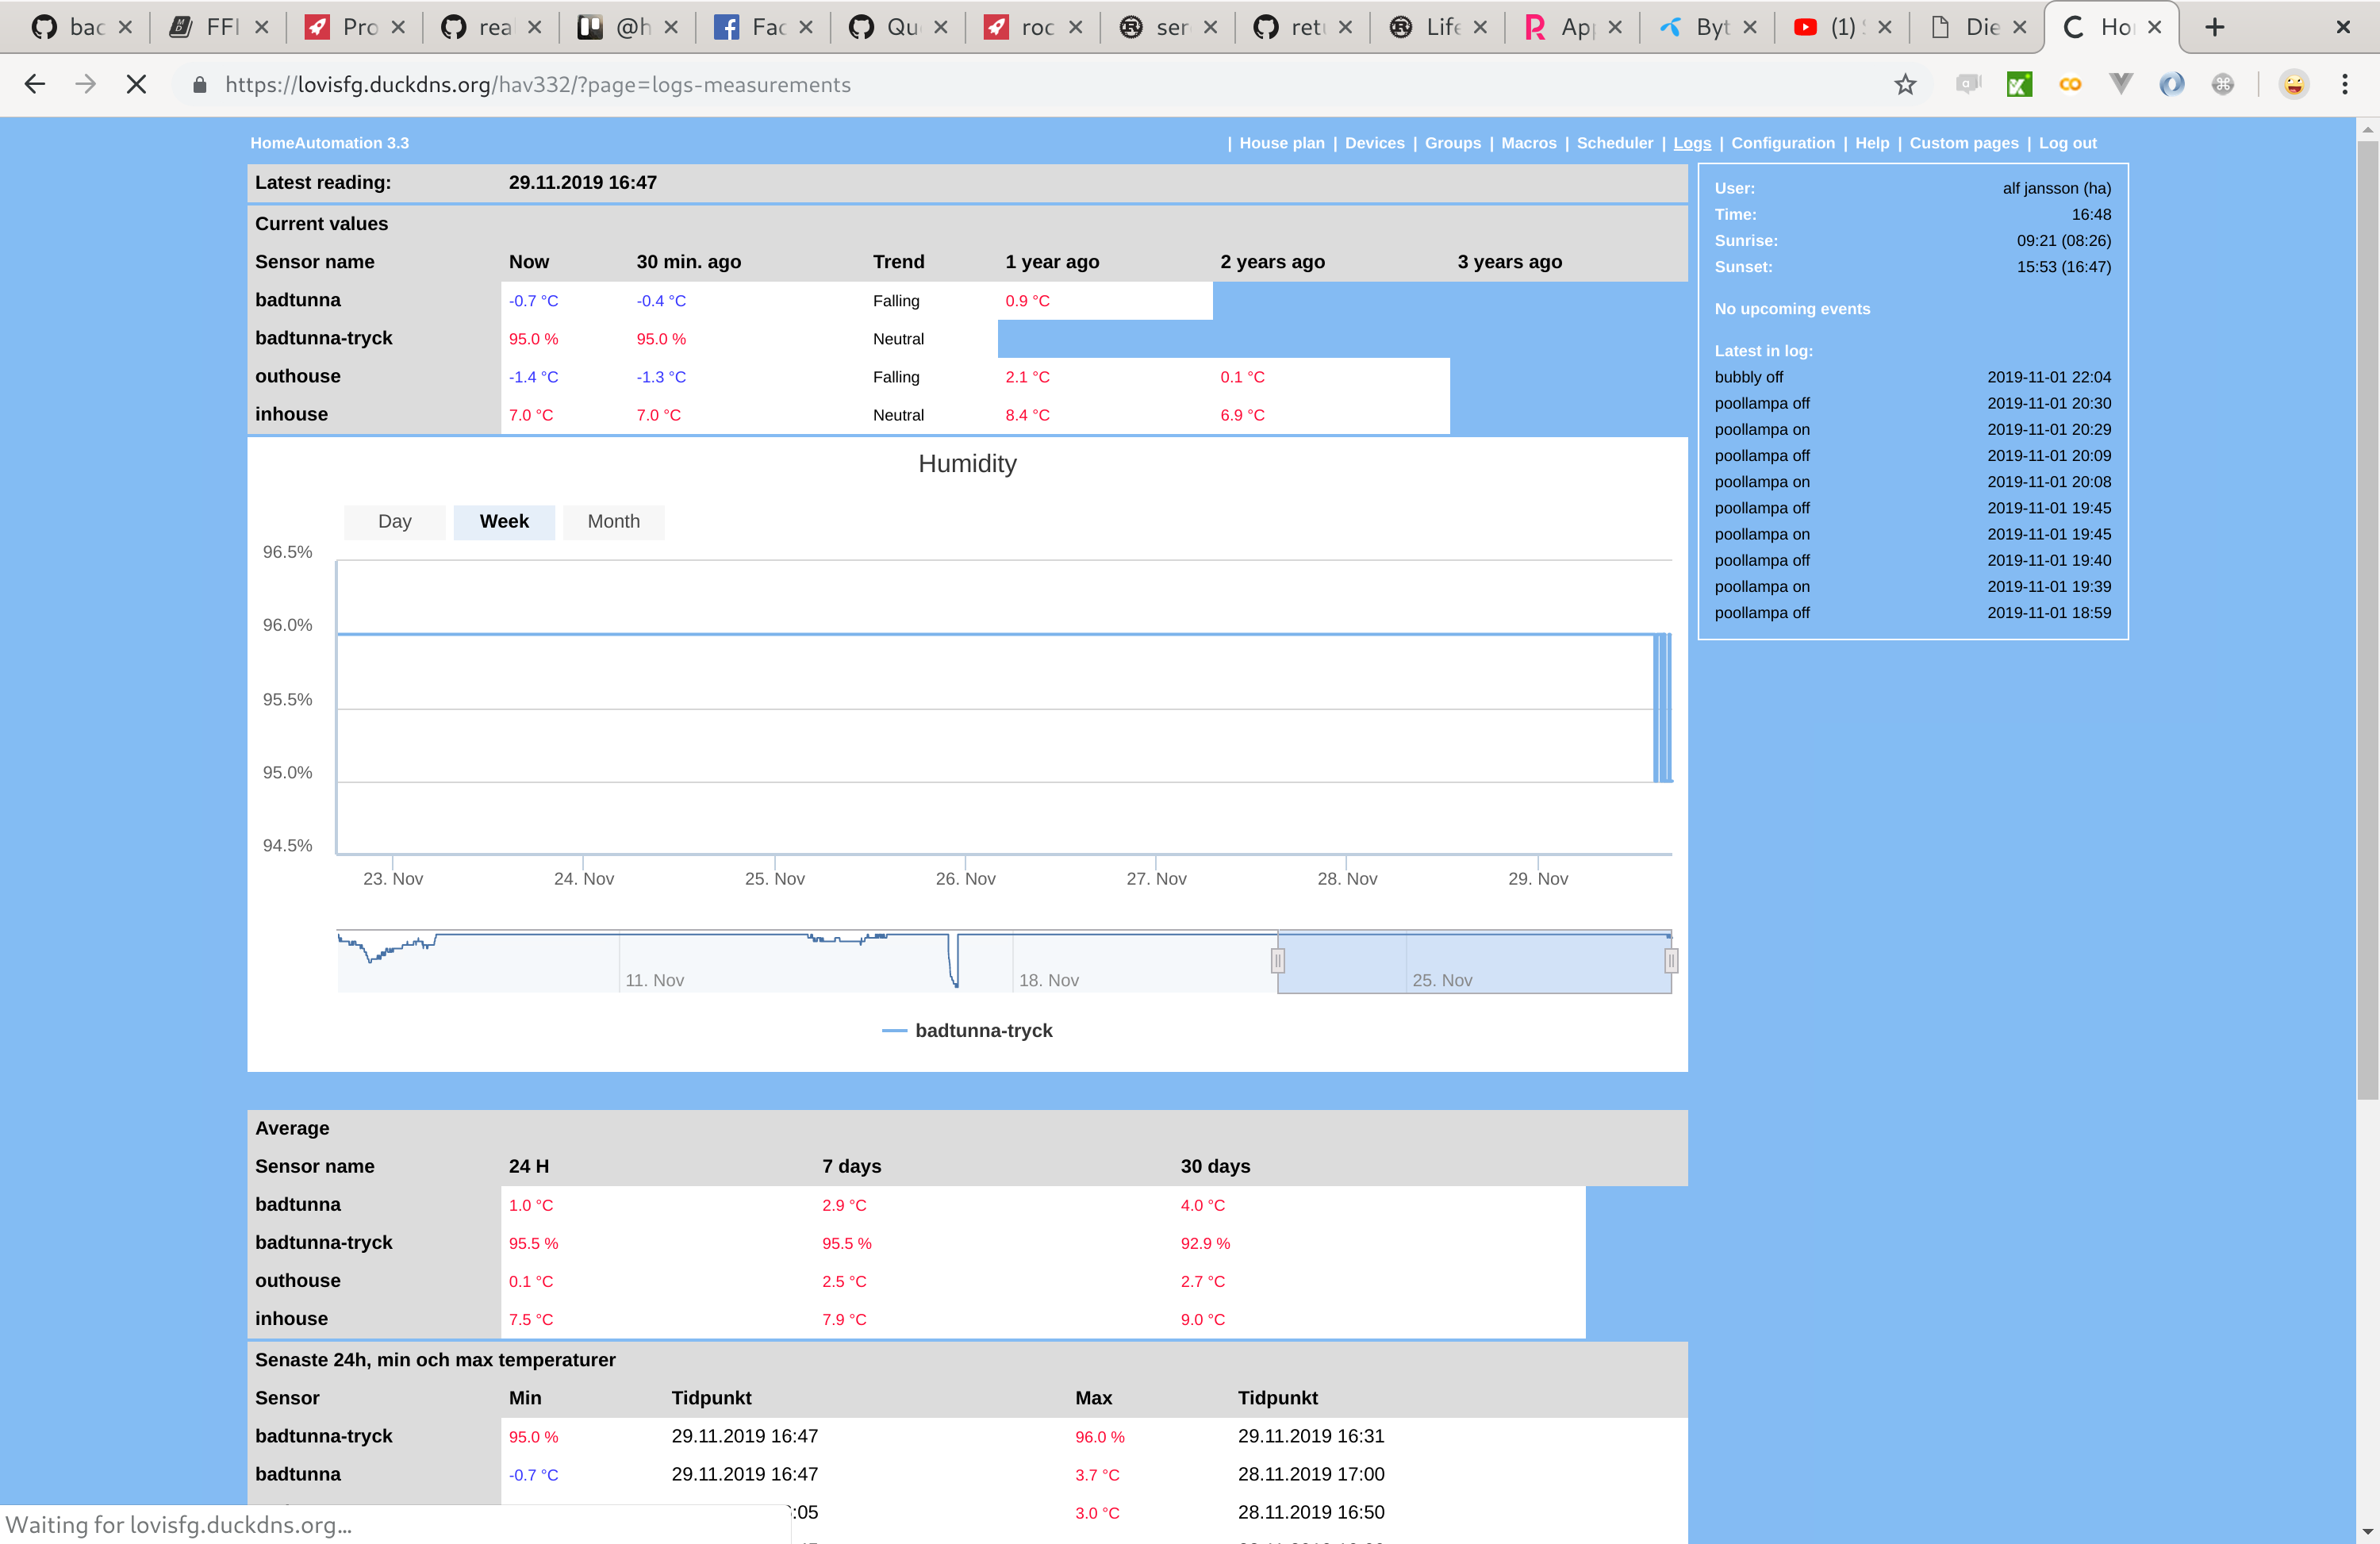 bac FFI Pro rea @h Fac Qu roc ser ret Life Ap Byt (1) Die Ho
https://lovisfg.duckdns.org/hav332/?page=logs-measurements
HomeAutomation 3.3 | House plan | Devices | Groups | Macros | Scheduler | Logs | Configuration | Help | Custom pages | Log out
Latest reading: 29.11.2019 16:47
Current values
Sensor name Now 30 min. ago Trend 1 year ago 2 years ago 3 years ago
badtunna -0.7 °C -0.4 °C Falling 0.9 °C
badtunna-tryck 95.0 % 95.0 % Neutral
outhouse -1.4 °C -1.3 °C Falling 2.1 °C 0.1 °C
inhouse 7.0 °C 7.0 °C Neutral 8.4 °C 6.9 °C
Humidity
Day Week Month
96.5%
96.0%
95.5%
95.0%
94.5%
23. Nov 24. Nov 25. Nov 26. Nov 27. Nov 28. Nov 29. Nov
11. Nov 18. Nov 25. Nov
badtunna-tryck
Average
Sensor name 24 H 7 days 30 days
badtunna 1.0 °C 2.9 °C 4.0 °C
badtunna-tryck 95.5 % 95.5 % 92.9 %
outhouse 0.1 °C 2.5 °C 2.7 °C
inhouse 7.5 °C 7.9 °C 9.0 °C
Senaste 24h, min och max temperaturer
Sensor Min Tidpunkt Max Tidpunkt
badtunna-tryck 95.0 % 29.11.2019 16:47 96.0 % 29.11.2019 16:31
badtunna -0.7 °C 29.11.2019 16:47 3.7 °C 28.11.2019 17:00
:05 3.0 °C 28.11.2019 16:50
User: alf jansson (ha)
Time: 16:48
Sunrise: 09:21 (08:26)
Sunset: 15:53 (16:47)
No upcoming events
Latest in log:
bubbly off 2019-11-01 22:04
poollampa off 2019-11-01 20:30
poollampa on 2019-11-01 20:29
poollampa off 2019-11-01 20:09
poollampa on 2019-11-01 20:08
poollampa off 2019-11-01 19:45
poollampa on 2019-11-01 19:45
poollampa off 2019-11-01 19:40
poollampa on 2019-11-01 19:39
poollampa off 2019-11-01 18:59
Waiting for lovisfg.duckdns.org...